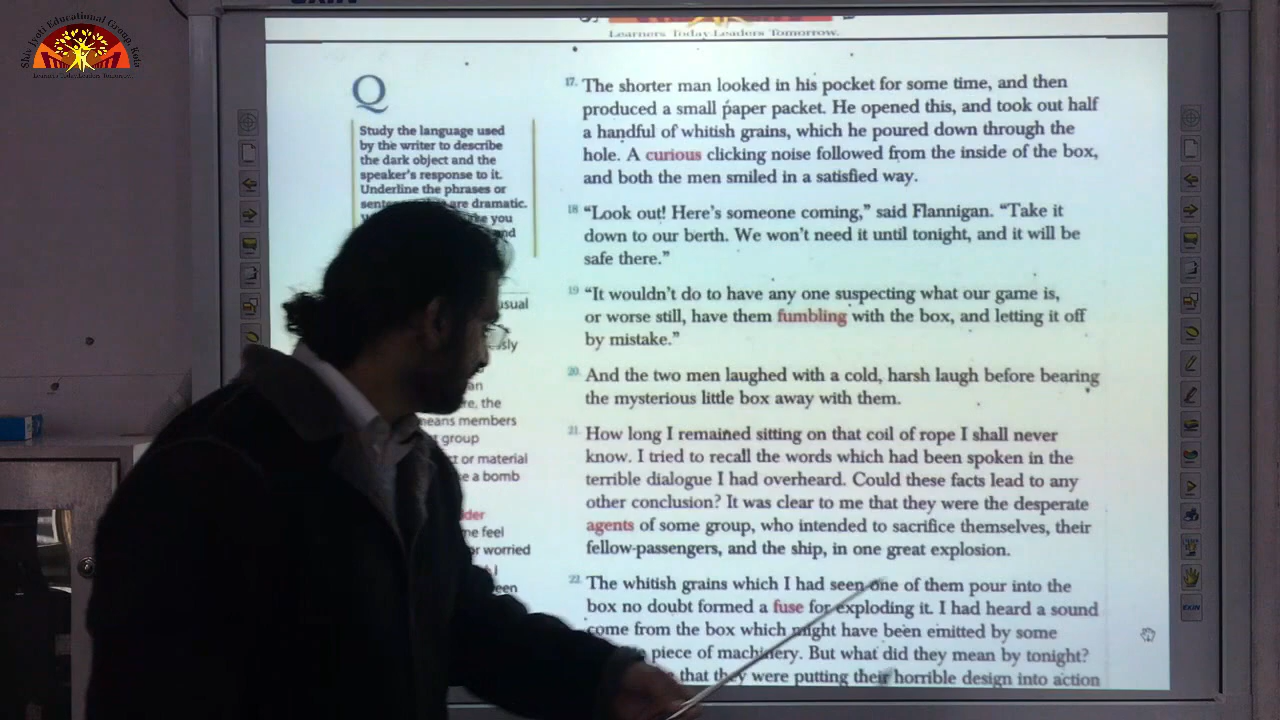 Shiv Jyoti Educational Group, Kota
Learners Today Leaders Tomorrow.
Learners Today Leaders Tomorrow.
Q
Study the language used
by the writer to describe
the dark object and the
speaker's response to it.
Underline the phrases or
are dramatic.
you
and
usual
an
re, the
means members
group
or material
e a bomb
me feel
or worried
I
17. The shorter man looked in his pocket for some time, and then
produced a small paper packet. He opened this, and took out half
a handful of whitish grains, which he poured down through the
hole. A curious clicking noise followed from the inside of the box,
and both the men smiled in a satisfied way.
18 “Look out! Here's someone coming,” said Flannigan. “Take it
down to our berth. We won't need it until tonight, and it will be
safe there.”
19 “It wouldn't do to have any one suspecting what our game is,
or worse still, have them fumbling with the box, and letting it off
by mistake.”
20. And the two men laughed with a cold, harsh laugh before bearing
the mysterious little box away with them.
21. How long I remained sitting on that coil of rope I shall never
know. I tried to recall the words which had been spoken in the
terrible dialogue I had overheard. Could these facts lead to any
other conclusion? It was clear to me that they were the desperate
agents of some group, who intended to sacrifice themselves, their
fellow-passengers, and the ship, in one great explosion.
22. The whitish grains which I had seen one of them pour into the
box no doubt formed a fuse for exploding it. I had heard a sound
come from the box which might have been emitted by some
piece of machinery. But what did they mean by tonight?
that they were putting their horrible design into action
EXIN